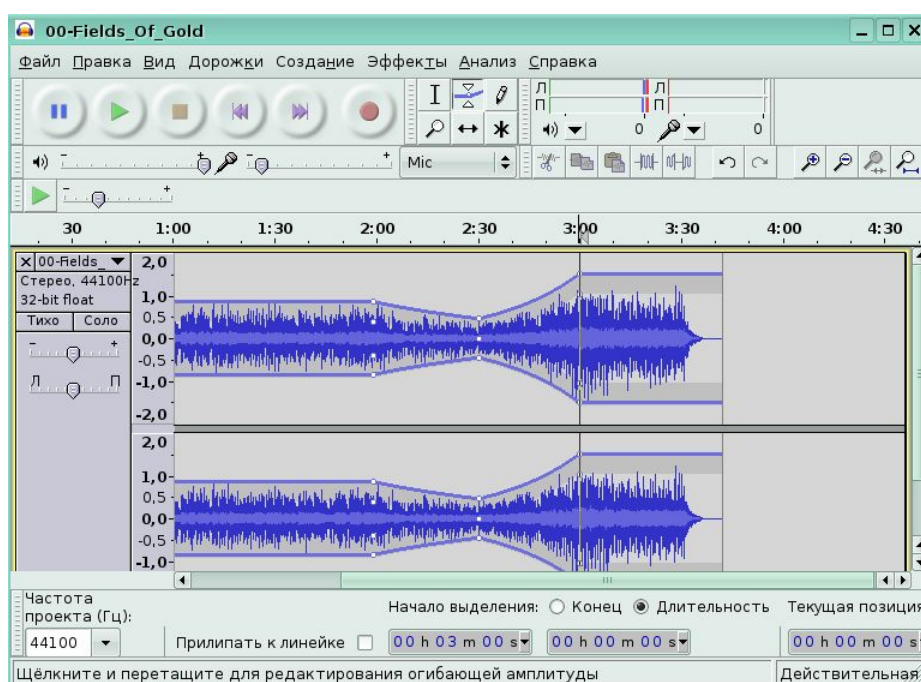 00-Fields_Of_Gold
Файл Правка Вид Дорожки Создание Эффекты Анализ Справка
Л
П
Л
П
0
0
- + - + Mic
- +
30 1:00 1:30 2:00 2:30 3:00 3:30 4:00 4:30
X 00-Fields_
Стерео, 44100Hz
32-bit float
Тихо Соло
- +
Л П
2,0
1,0
0,5
0,0
-0,5
-1,0
-2,0
2,0
1,0
0,5
0,0
-0,5
-1,0
Частота
проекта (Гц):
Начало выделения: Конец Длительность Текущая позиция
44100 Прилипать к линейке 00 h 03 m 00 s 00 h 00 m 00 s 00 h 00 m 00 s
Щёлкните и перетащите для редактирования огибающей амплитуды
Действительная